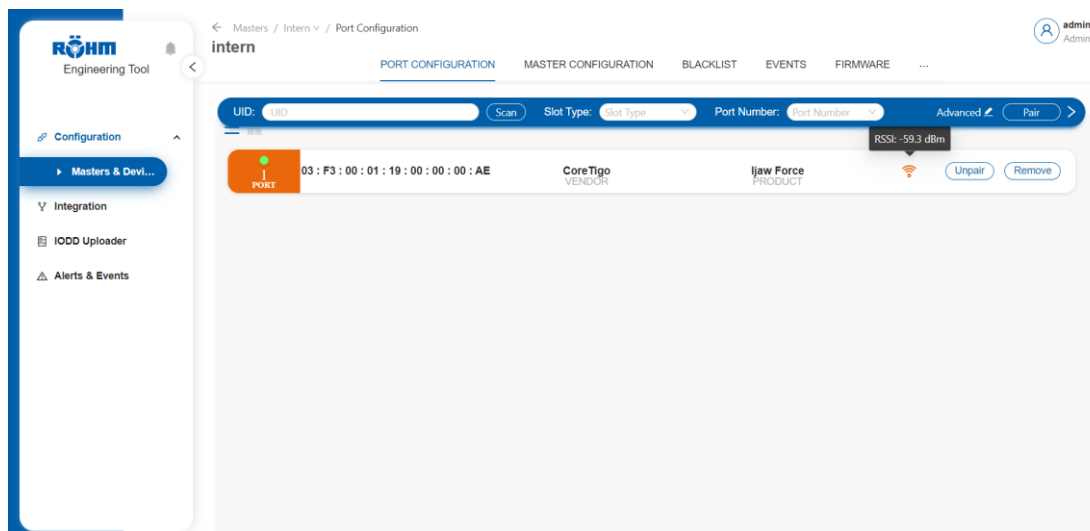 RÖHM
Engineering Tool
Configuration
Masters & Devi...
Integration
IODD Uploader
Alerts & Events
Masters / Intern / Port Configuration
intern
admin
Admin
PORT CONFIGURATION MASTER CONFIGURATION BLACKLIST EVENTS FIRMWARE ...
UID: UID Scan Slot Type: Slot Type Port Number: Port Number Advanced Pair
RSSI: -59.3 dBm
1
PORT
03 : F3 : 00 : 01 : 19 : 00 : 00 : 00 : AE
CoreTigo
VENDOR
Ijaw Force
PRODUCT
Unpair Remove